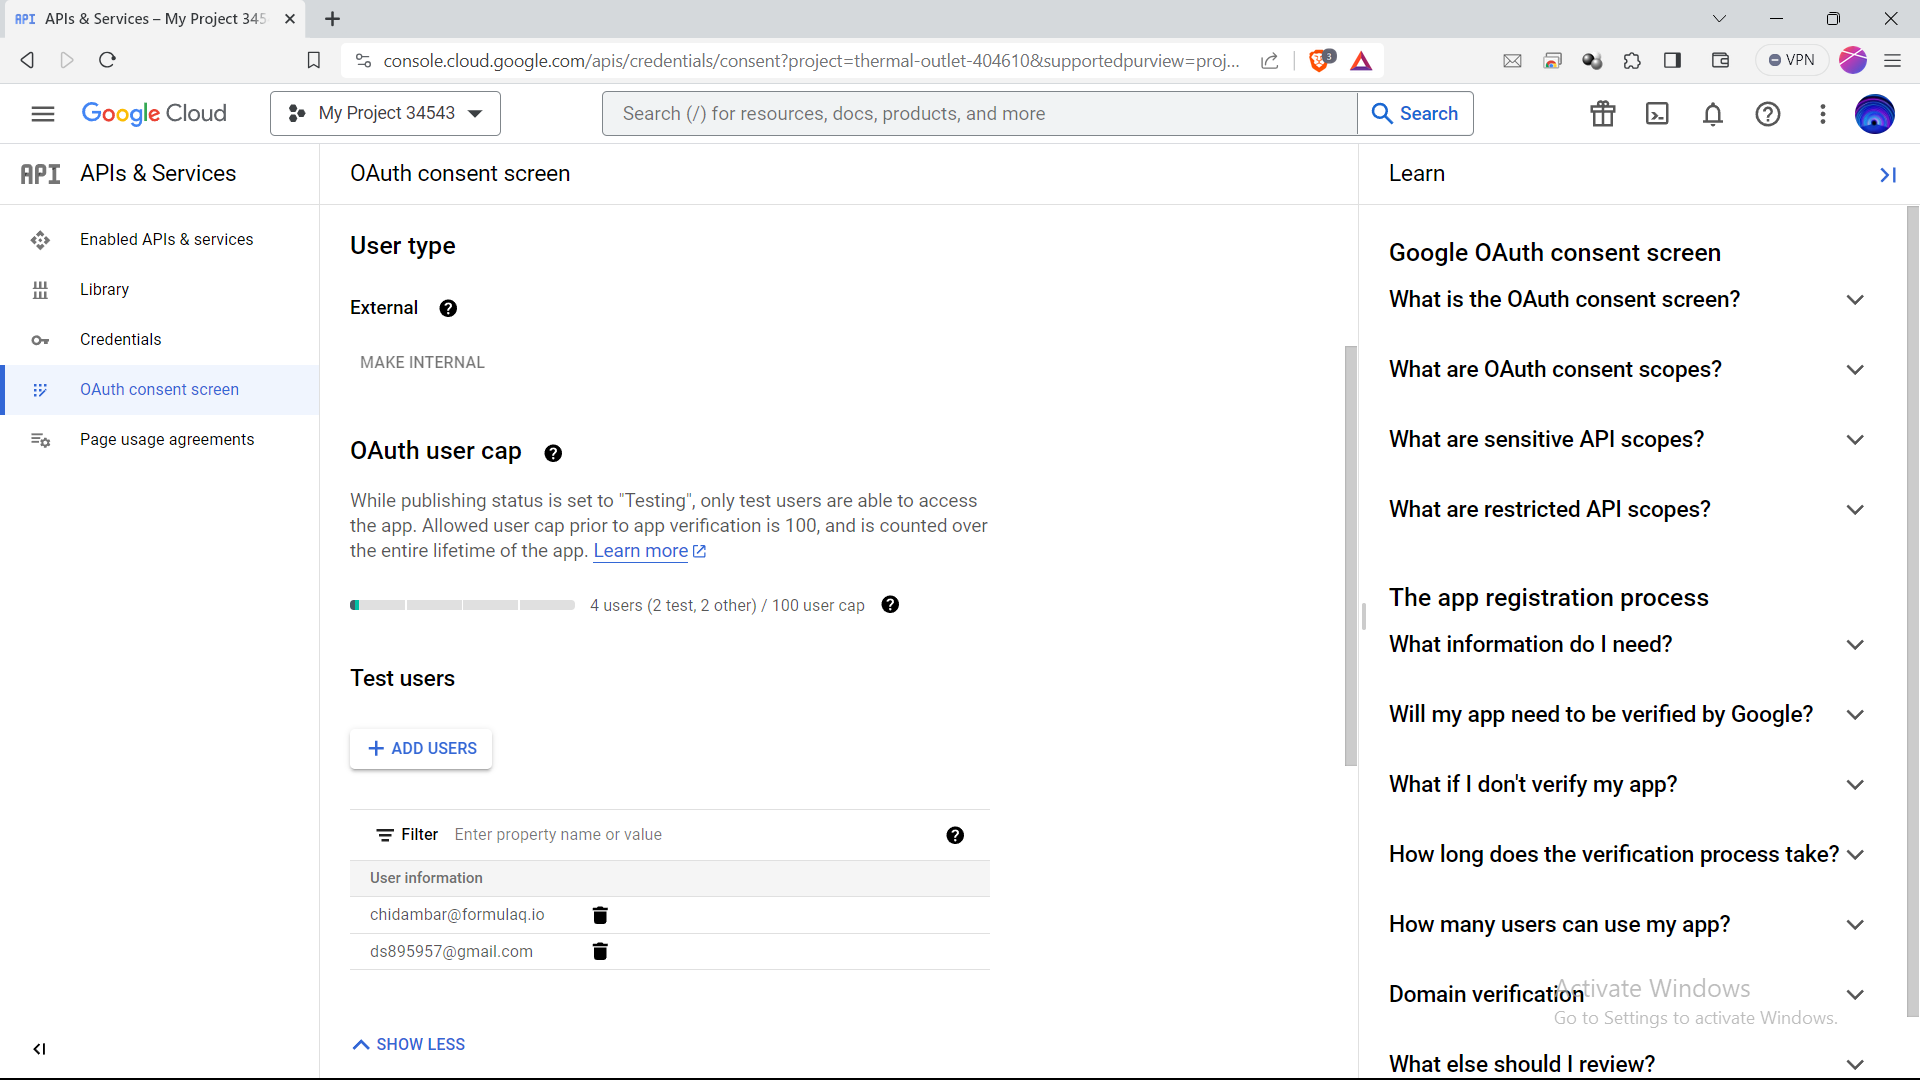 API APIs & Services – My Project 345
console.cloud.google.com/apis/credentials/consent?project=thermal-outlet-404610&supportedpurview=proj...
3
VPN
Google Cloud
My Project 34543
Search (/) for resources, docs, products, and more
Search
API APIs & Services
Enabled APIs & services
Library
Credentials
OAuth consent screen
Page usage agreements
OAuth consent screen
User type
External
MAKE INTERNAL
OAuth user cap
While publishing status is set to "Testing", only test users are able to access
the app. Allowed user cap prior to app verification is 100, and is counted over
the entire lifetime of the app. Learn more
4 users (2 test, 2 other) / 100 user cap
Test users
+ ADD USERS
Filter Enter property name or value
User information
chidambar@formulaq.io
ds895957@gmail.com
SHOW LESS
Learn
Google OAuth consent screen
What is the OAuth consent screen?
What are OAuth consent scopes?
What are sensitive API scopes?
What are restricted API scopes?
The app registration process
What information do I need?
Will my app need to be verified by Google?
What if I don't verify my app?
How long does the verification process take?
How many users can use my app?
Domain verification
What else should I review?
Activate Windows
Go to Settings to activate Windows.